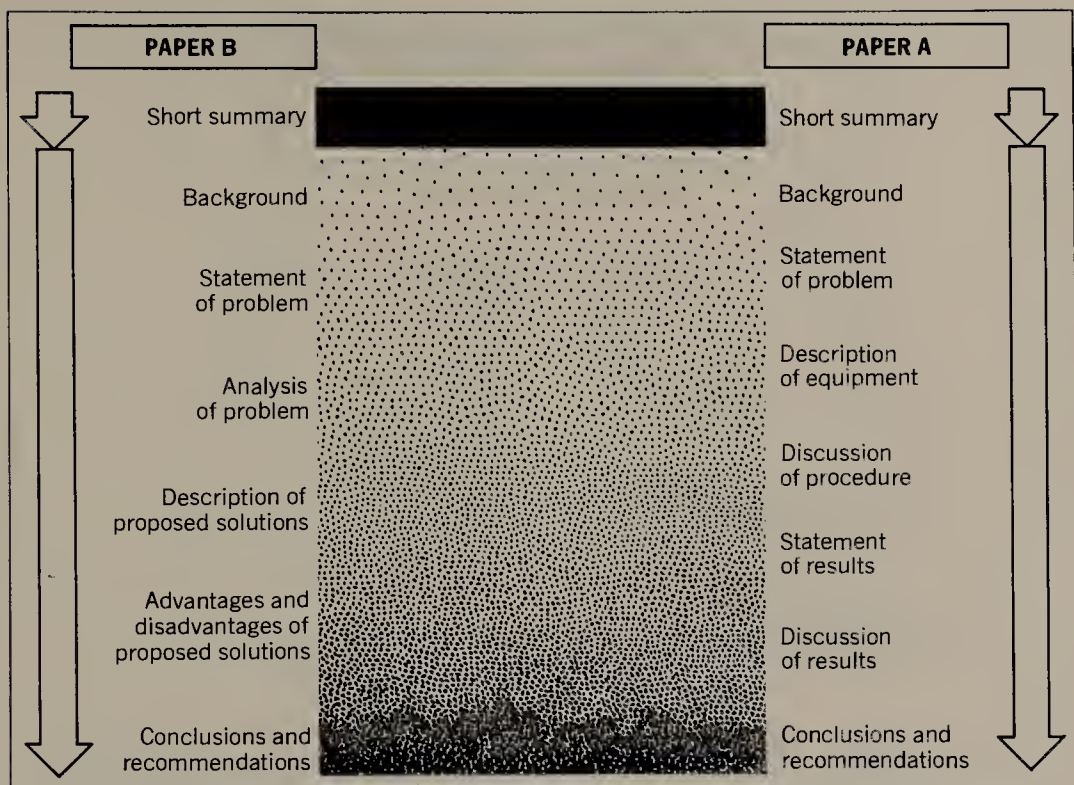 PAPER B
Short summary
Background
Statement
of problem
Analysis
of problem
Description of
proposed solutions
Advantages and
disadvantages of
proposed solutions
Conclusions and
recommendations
PAPER A
Short summary
Background
Statement
of problem
Description
of equipment
Discussion
of procedure
Statement
of results
Discussion
of results
Conclusions and
recommendations